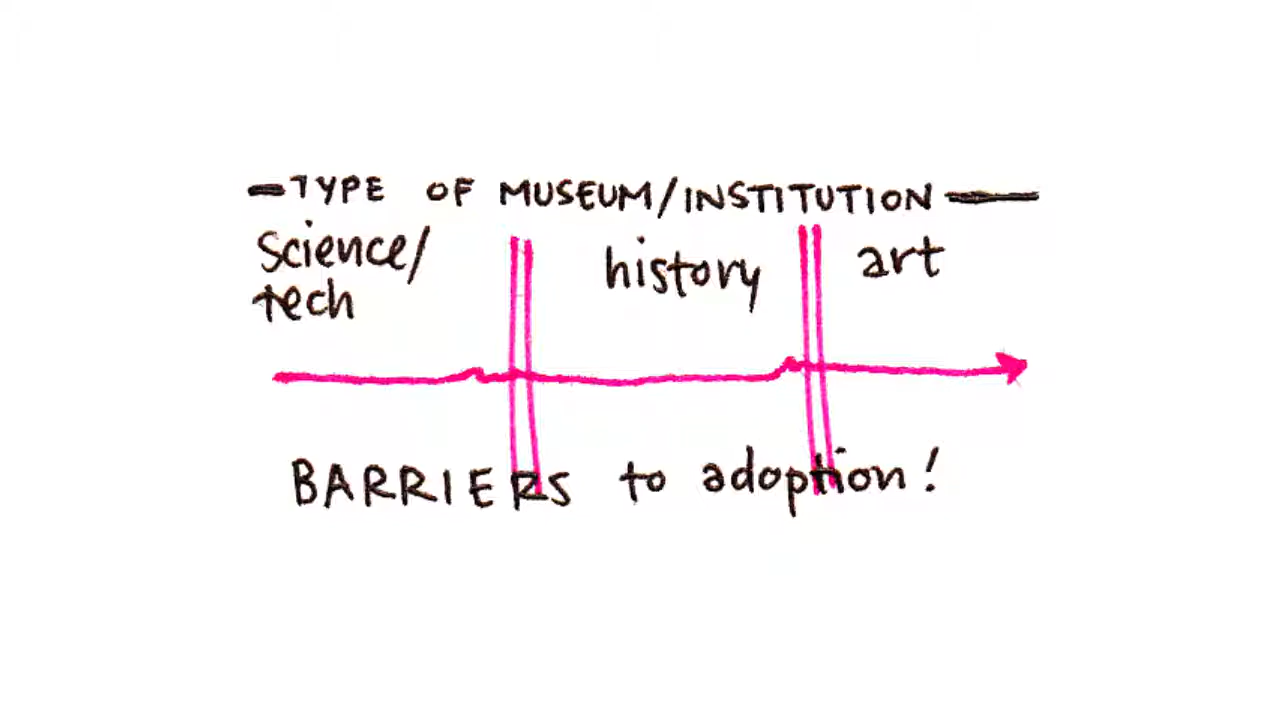 TYPE OF MUSEUM/INSTITUTION
science/ history art
tech
BARRIERS to adoption!